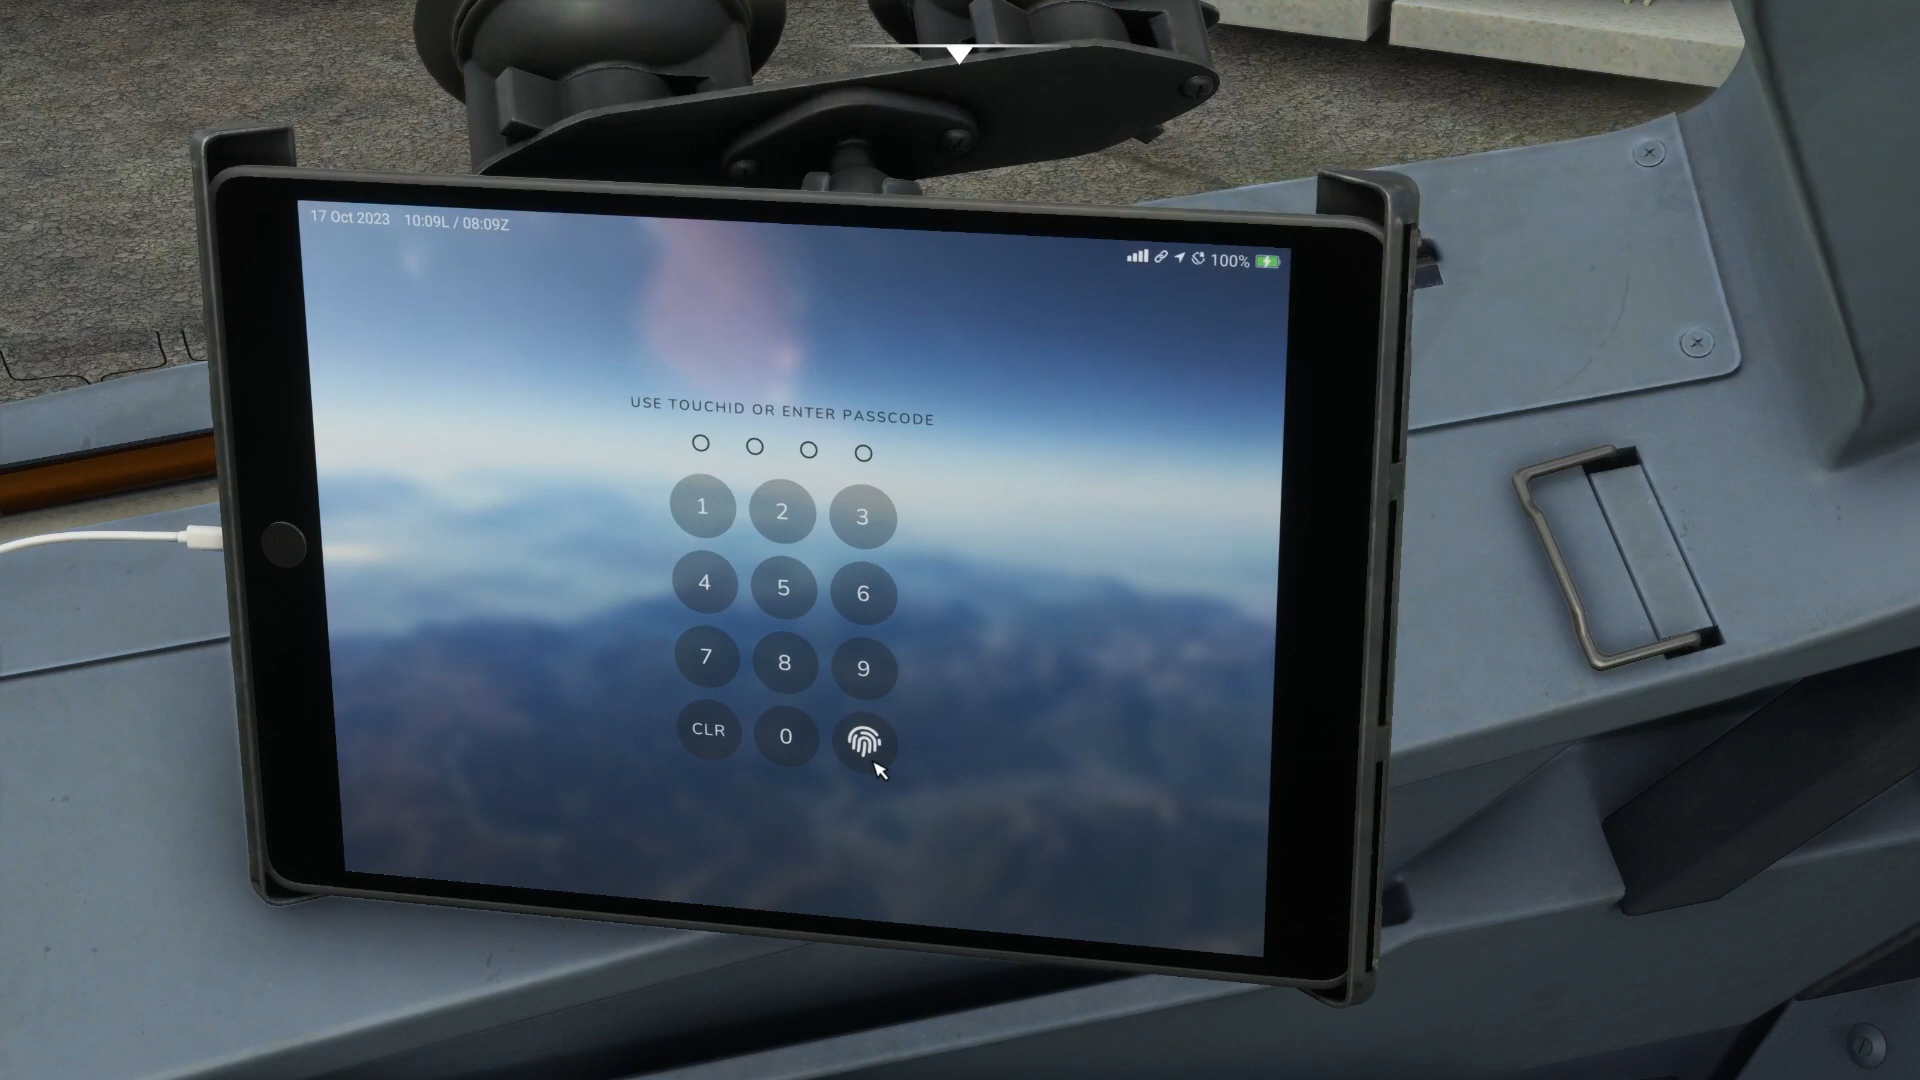 17 Oct 2023 10:09L / 08:09Z
100%
USE TOUCHID OR ENTER PASSCODE
1 2 3
4 5 6
7 8 9
CLR 0